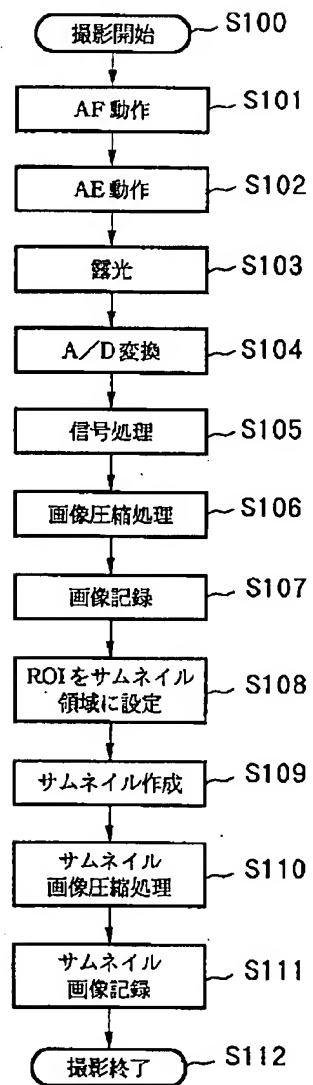 撮影開始 S100
AF動作 S101
AE動作 S102
露光 S103
A/D変換 S104
信号処理 S105
画像圧縮処理 S106
画像記録 S107
ROIをサムネイル
領域に設定 S108
サムネイル作成 S109
サムネイル
画像圧縮処理 S110
サムネイル
画像記録 S111
撮影終了 S112